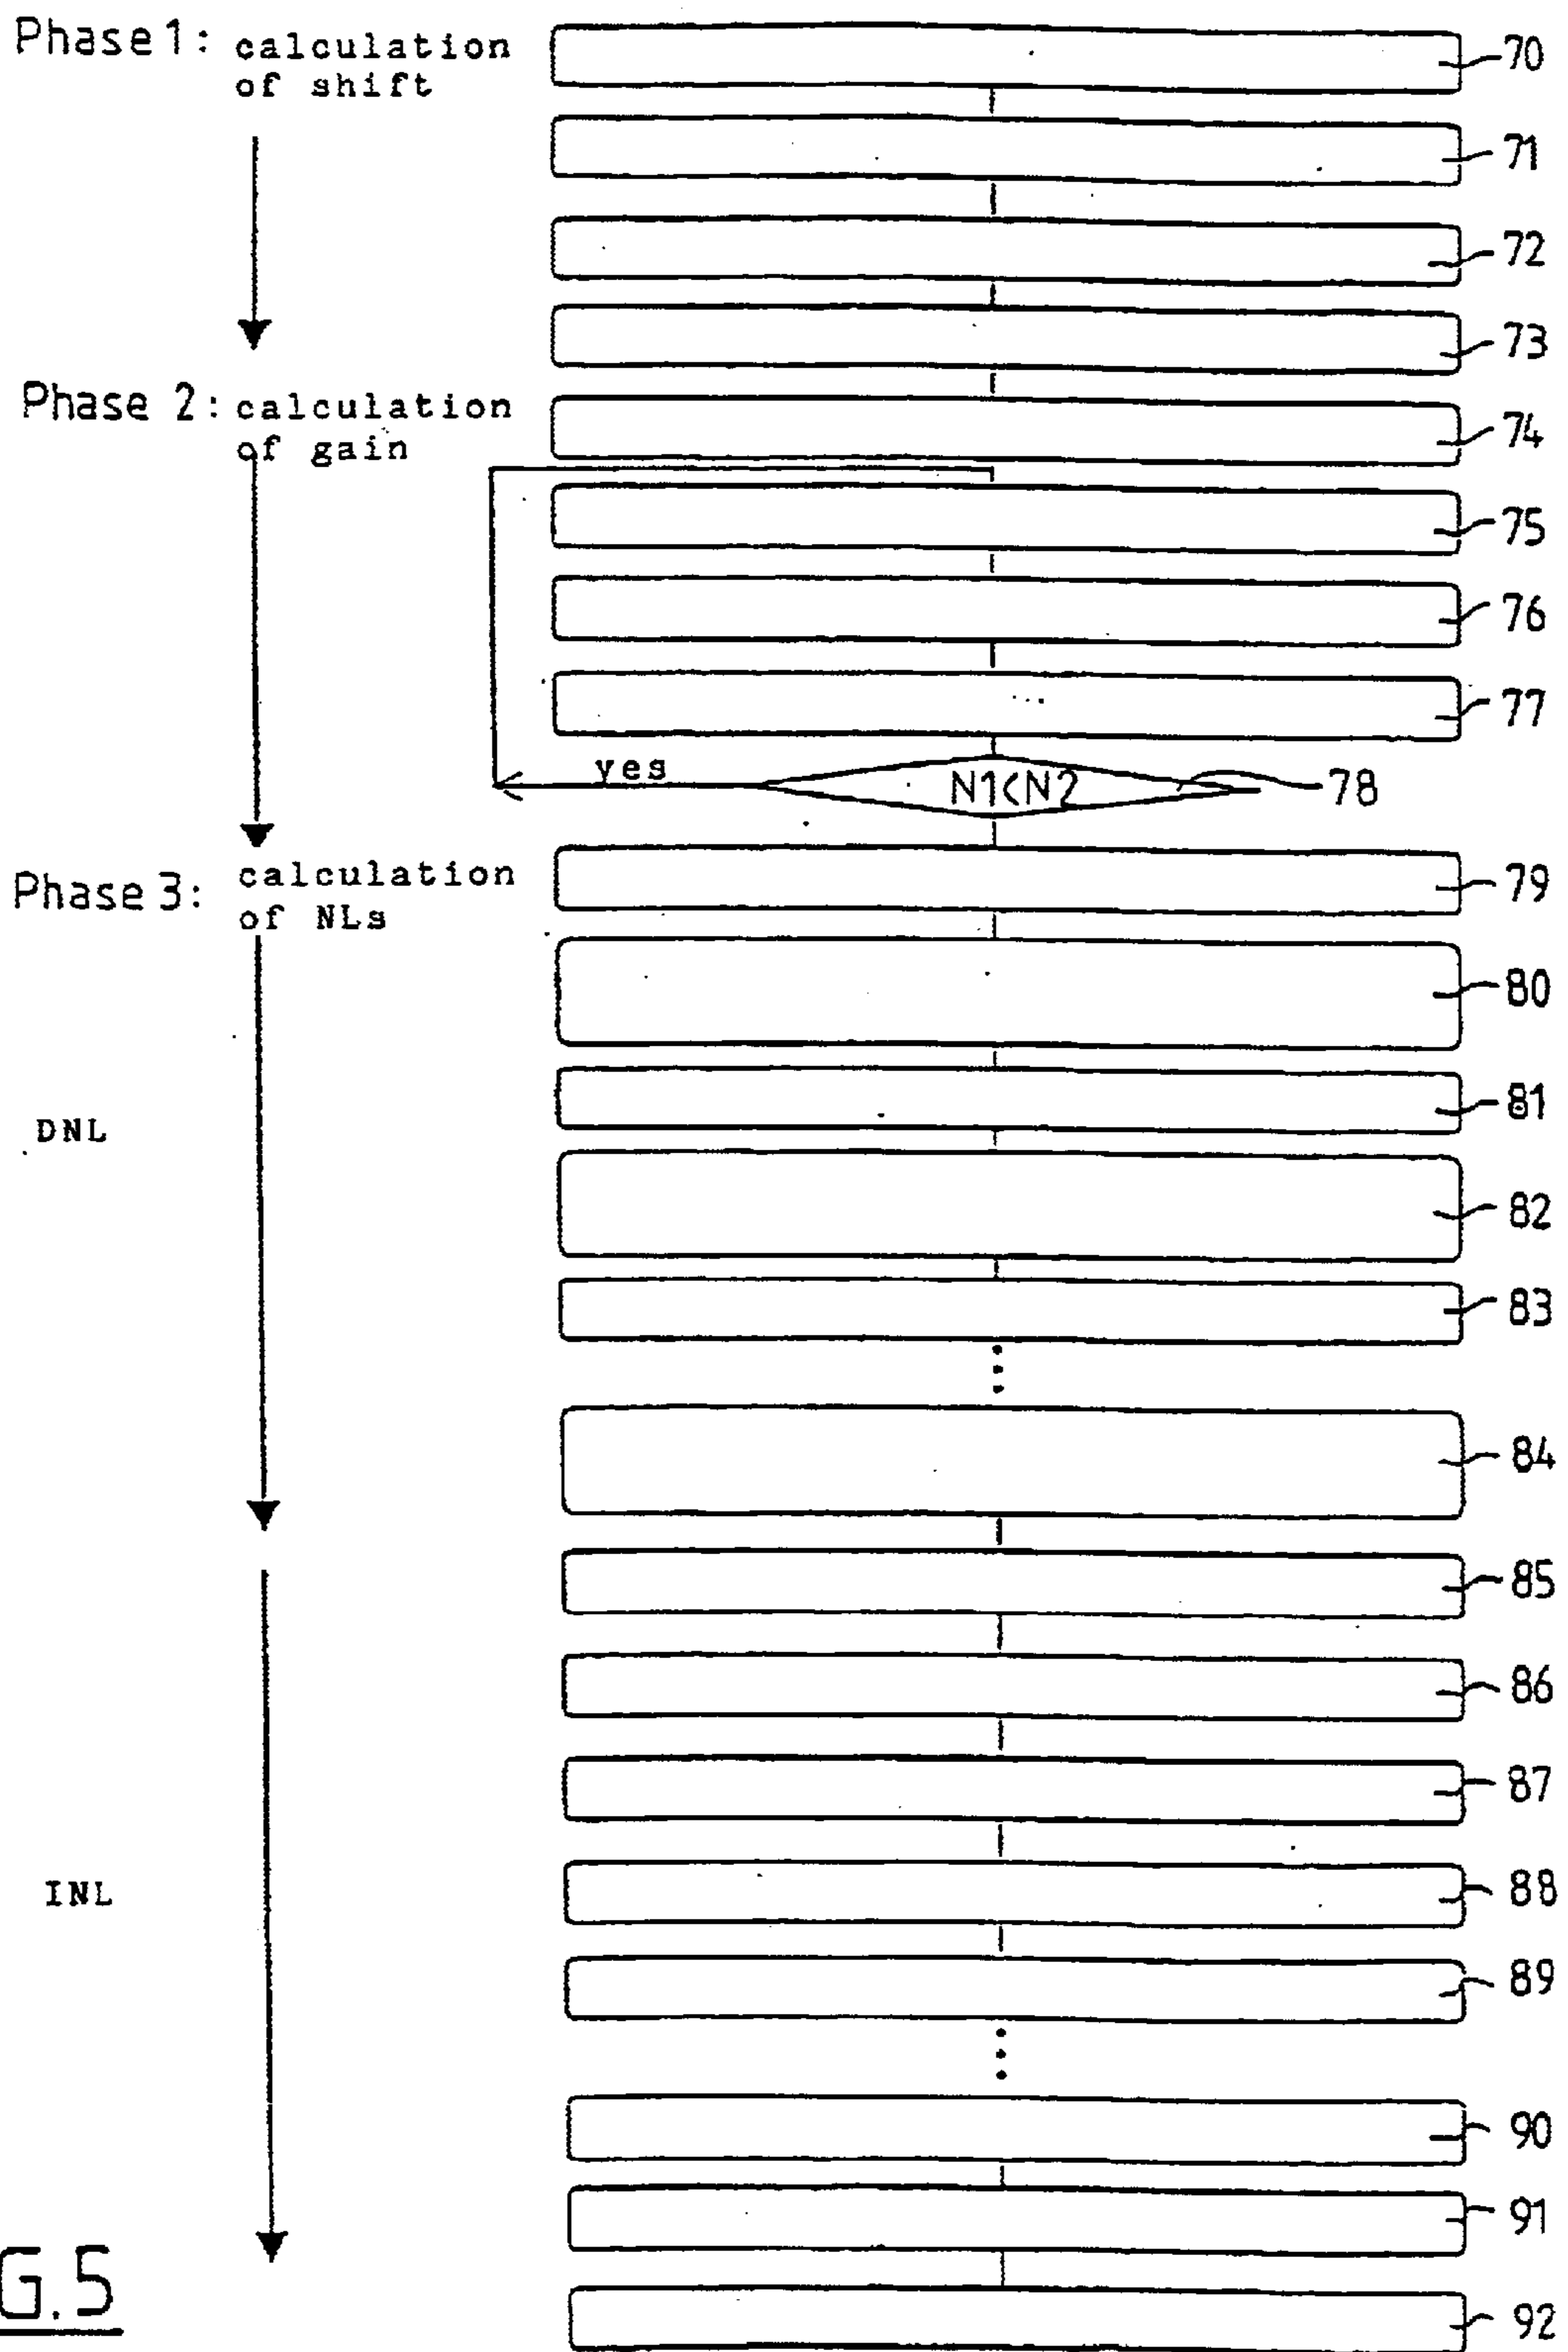 Phase 1: calculation
of shift
70
71
72
73
Phase 2: calculation
of gain
74
75
76
77
yes
N1<N2
78
Phase 3: calculation
of NLs
79
80
81
DNL
82
83
84
85
86
87
88
INL
89
90
91
G.5
92